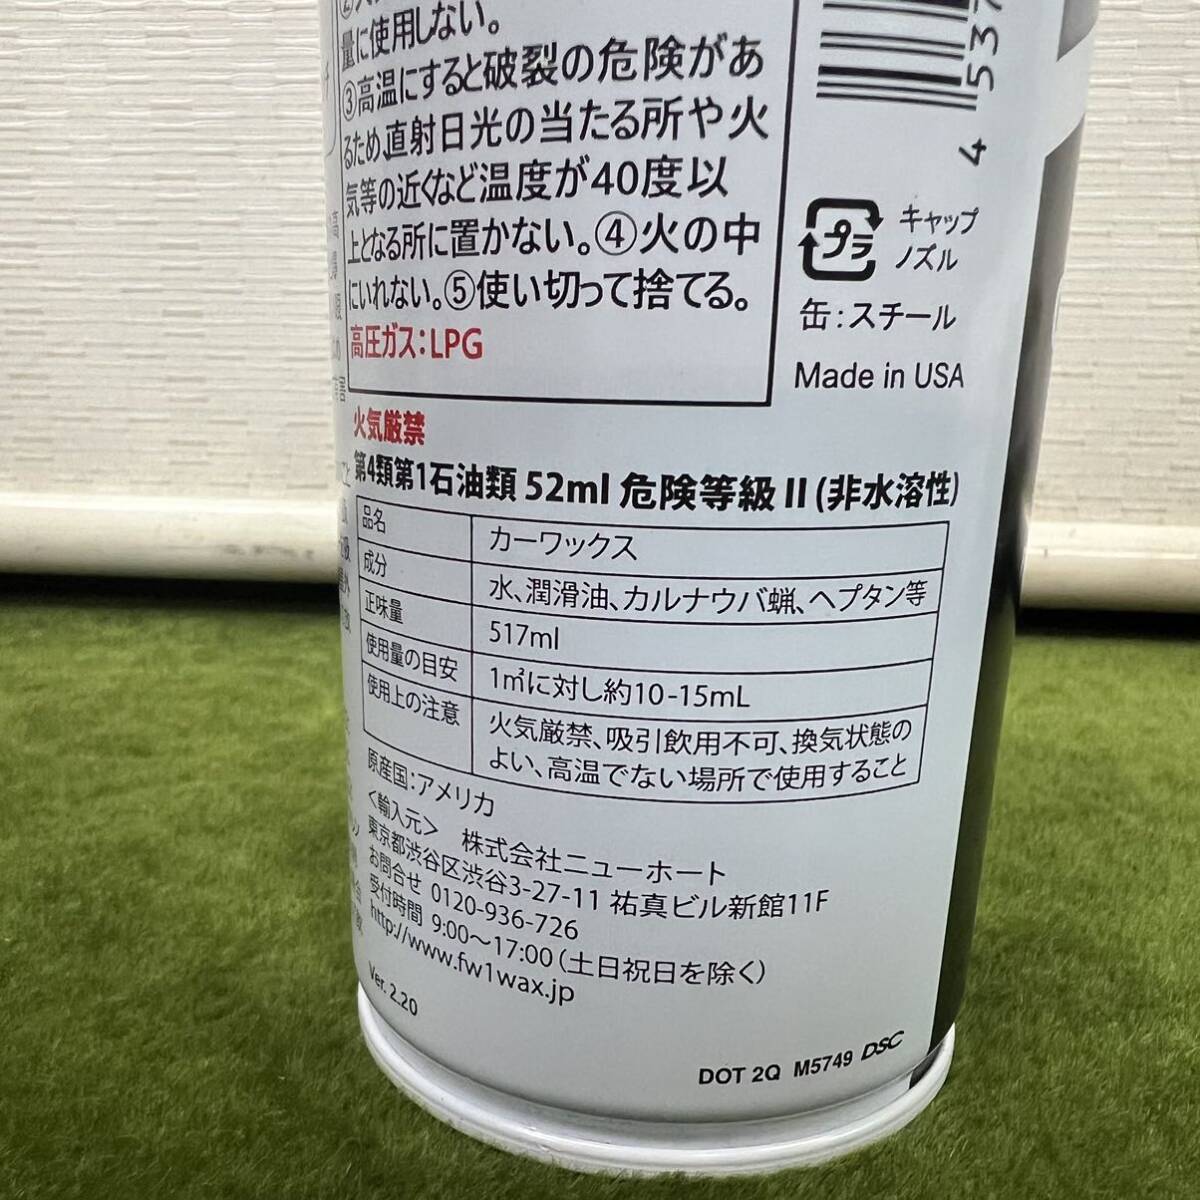 量に使用しない。
③高温にすると破裂の危険があ
るため、直射日光の当たる所や火
気等の近くなど温度が40度以
上となる所に置かない。④火の中
にいれない。⑤使い切って捨てる。
高圧ガス：LPG
4 537
プラ
キャップ
ノズル
缶：スチール
Made in USA
火気厳禁
第4類第1石油類 52ml 危険等級 II (非水溶性)
品名 カーワックス
成分 水、潤滑油、カルナウバ蝋、ヘプタン等
正味量 517ml
使用量の目安 1㎡に対し約10-15mL
使用上の注意 火気厳禁、吸引飲用不可、換気状態の
よい、高温でない場所で使用すること
原産国：アメリカ
<輸入元> 株式会社ニューホート
東京都渋谷区渋谷3-27-11 祐真ビル新館11F
お問合せ 0120-936-726
受付時間 9:00～17:00（土日祝日を除く）
http://www.fw1wax.jp
Ver. 2.20
DOT 2Q M5749 DSC